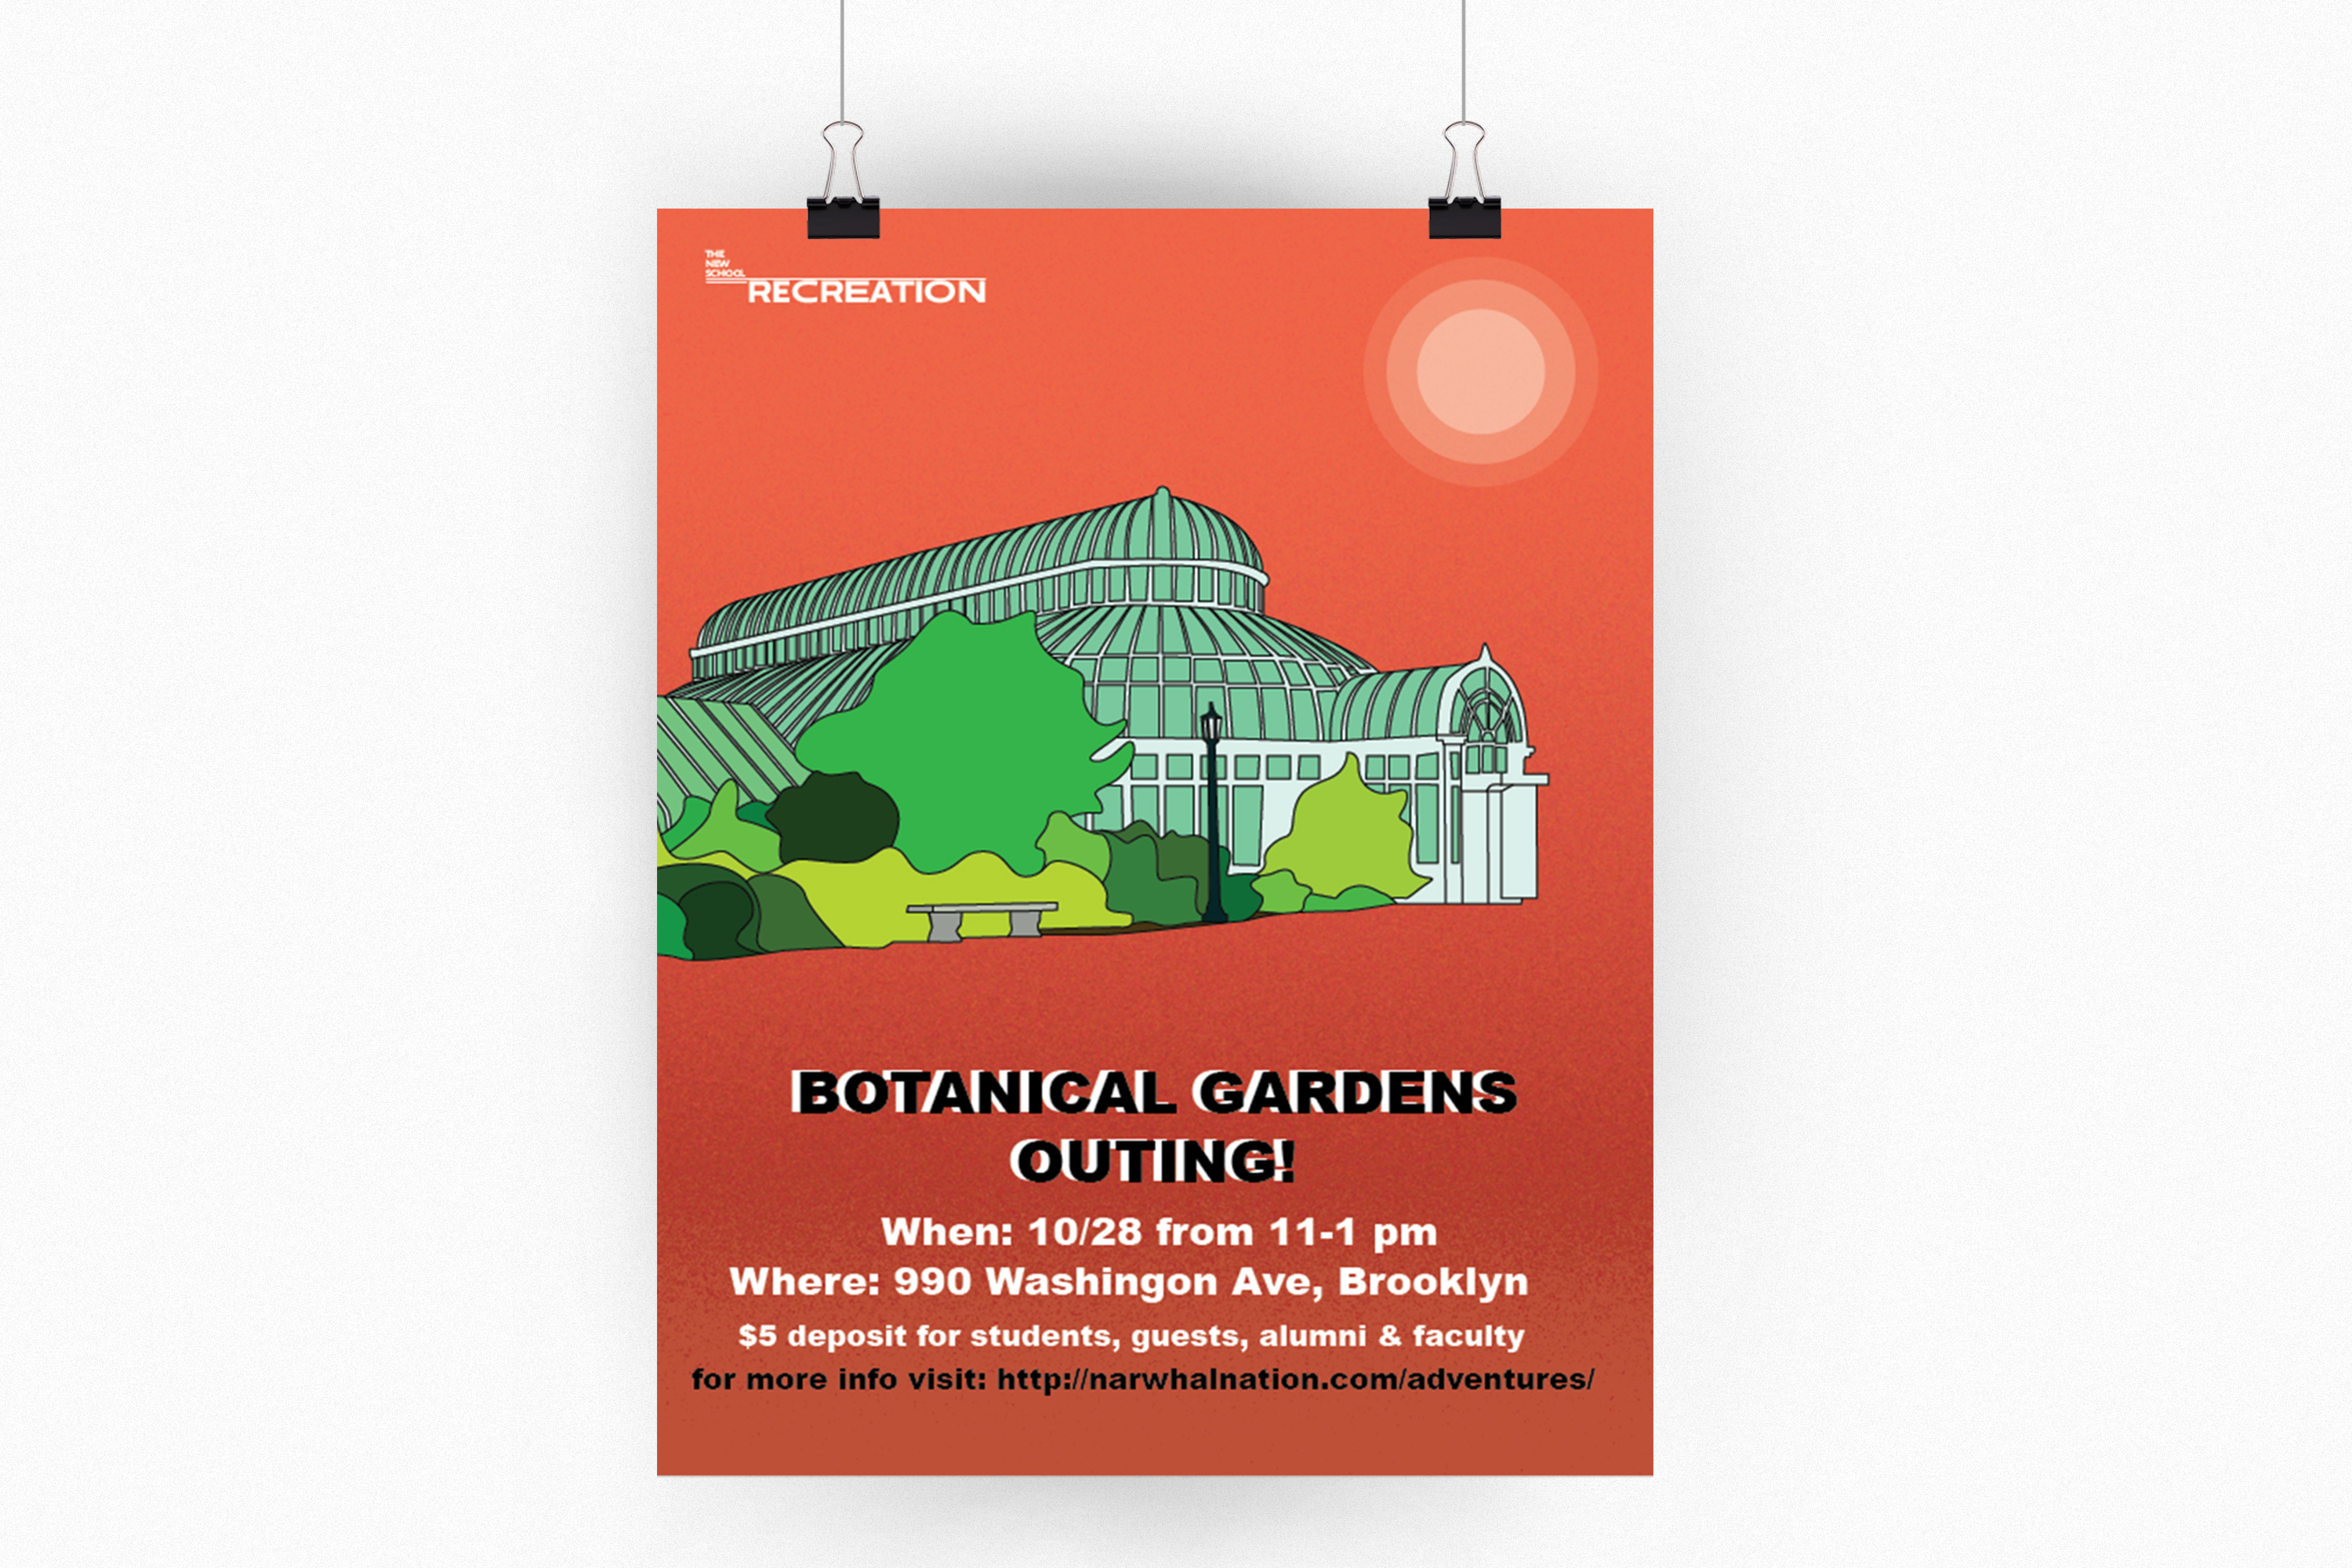 THE
NEW
SCHOOL
RECREATION
BOTANICAL GARDENS
OUTING!
When: 10/28 from 11-1 pm
Where: 990 Washingon Ave, Brooklyn
$5 deposit for students, guests, alumni & faculty
for more info visit: http://narwhalnation.com/adventures/